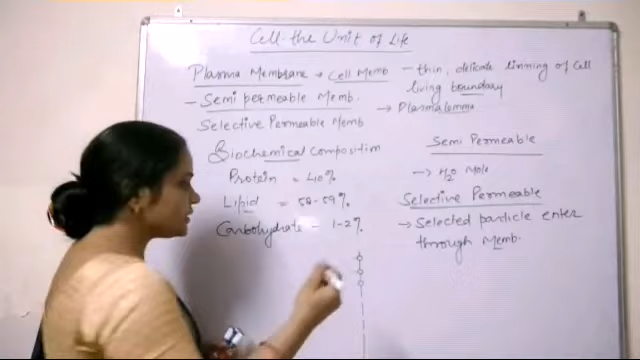 Cell-the Unit of Life
Plasma Membrane → Cell Memb - thin, delicate linning of Cell
living boundary
- Semi permeable Memb.
→ Plasmalemma
Selective Permeable Memb
Biochemical Composition
Protein = 40%
Lipid = 58-59%
Carbohydrate - 1-2%
Semi Permeable
→ H2O Mole
Selective Permeable
→ Selected particle enter
through Memb.